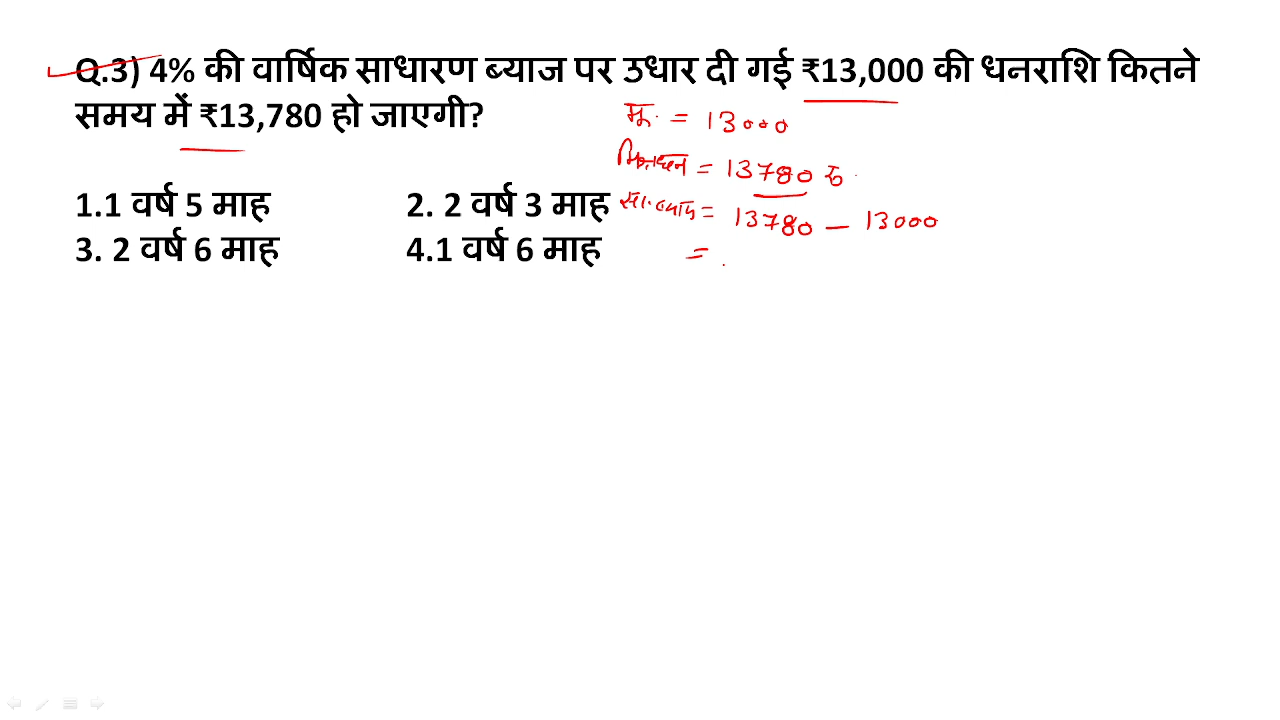 Q.3) 4% की वार्षिक साधारण ब्याज पर उधार दी गई ₹13,000 की धनराशि कितने
समय में ₹13,780 हो जाएगी?
मू. = 13000
मिश्रधन = 13780 रु
1.1 वर्ष 5 माह 2. 2 वर्ष 3 माह
सा. ब्याज = 13780 - 13000
3. 2 वर्ष 6 माह 4.1 वर्ष 6 माह
=